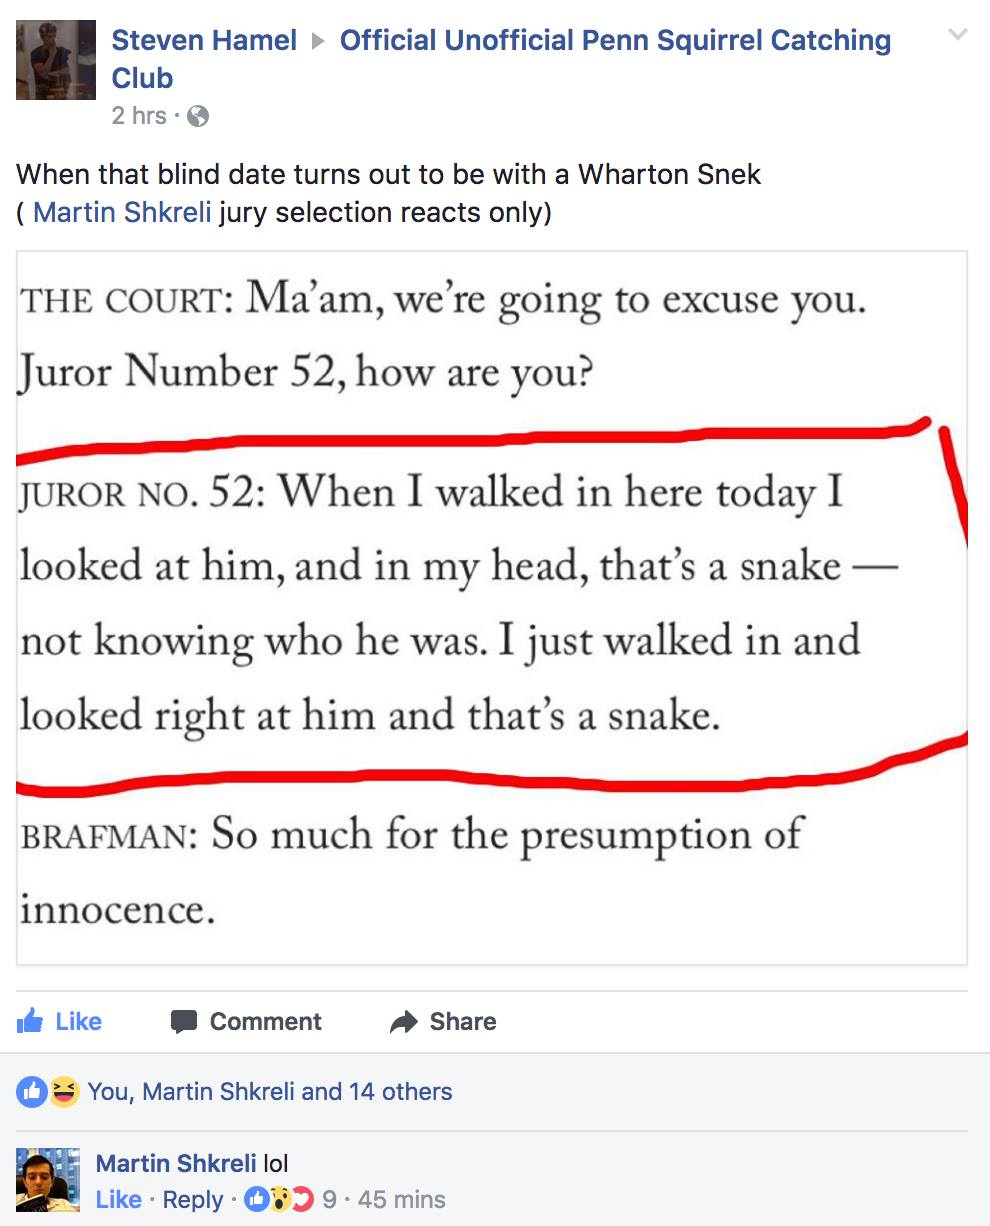 Steven Hamel ▸ Official Unofficial Penn Squirrel Catching
Club
2 hrs ·
When that blind date turns out to be with a Wharton Snek
( Martin Shkreli jury selection reacts only)
THE COURT: Ma’am, we’re going to excuse you.
Juror Number 52, how are you?
JUROR NO. 52: When I walked in here today I
looked at him, and in my head, that’s a snake —
not knowing who he was. I just walked in and
looked right at him and that’s a snake.
BRAFMAN: So much for the presumption of
innocence.
Like Comment Share
You, Martin Shkreli and 14 others
Martin Shkreli lol
Like · Reply · 9 · 45 mins